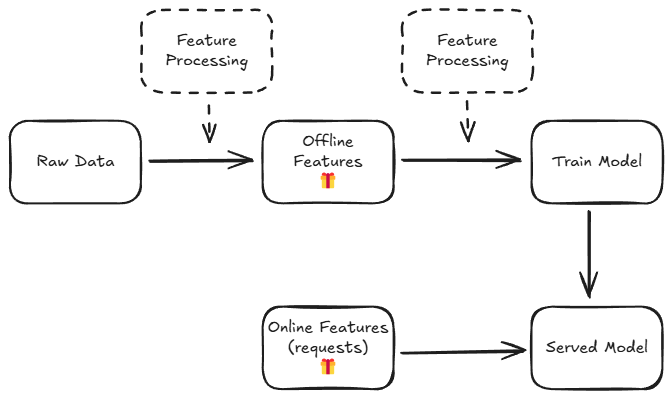 Feature
Processing
Feature
Processing
Raw Data
Offline
Features
Train Model
Online Features
(requests)
Served Model